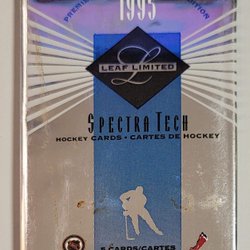 PREMIER
EDITION
1995
L
LEAF LIMITED
SPECTRA TECH
HOCKEY CARDS • CARTES DE HOCKEY
5 CARDS/CARTES